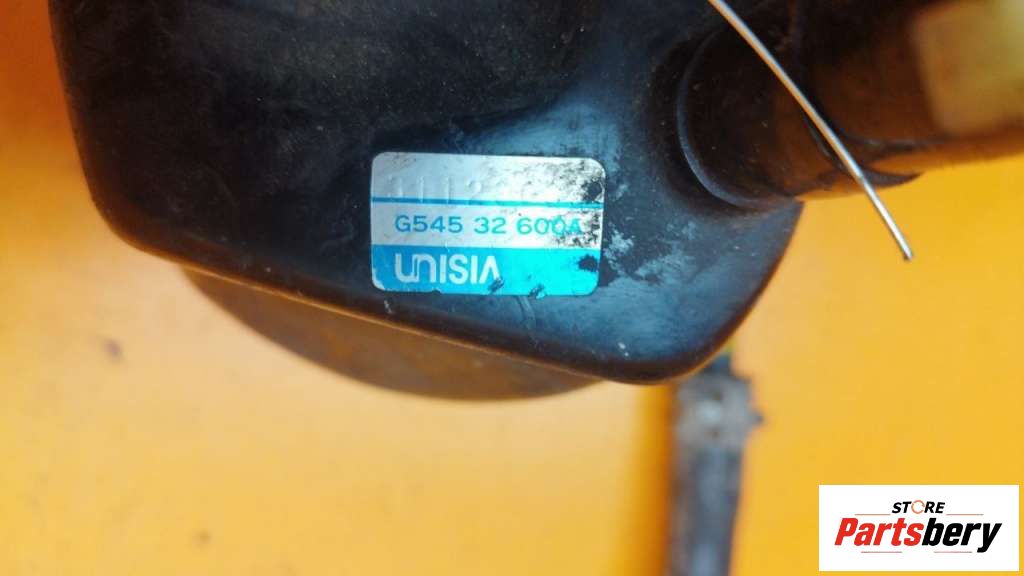 G545 32 600A
UNISIA
STORE
Partsbery